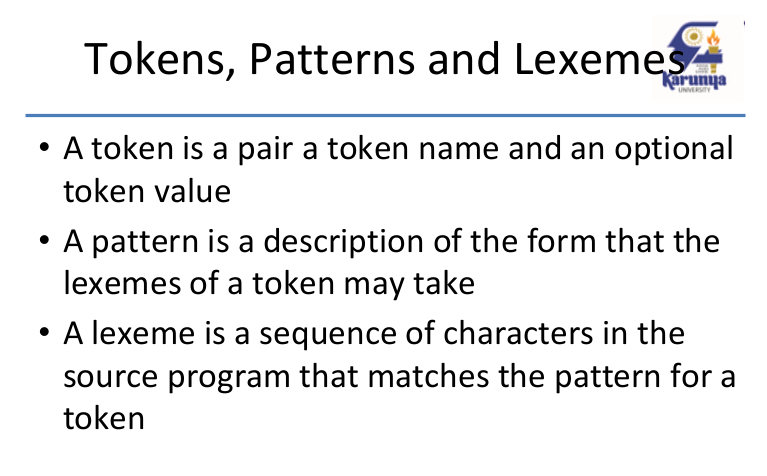 Tokens, Patterns and Lexemes
Karunya
UNIVERSITY
• A token is a pair a token name and an optional
token value
• A pattern is a description of the form that the
lexemes of a token may take
• A lexeme is a sequence of characters in the
source program that matches the pattern for a
token